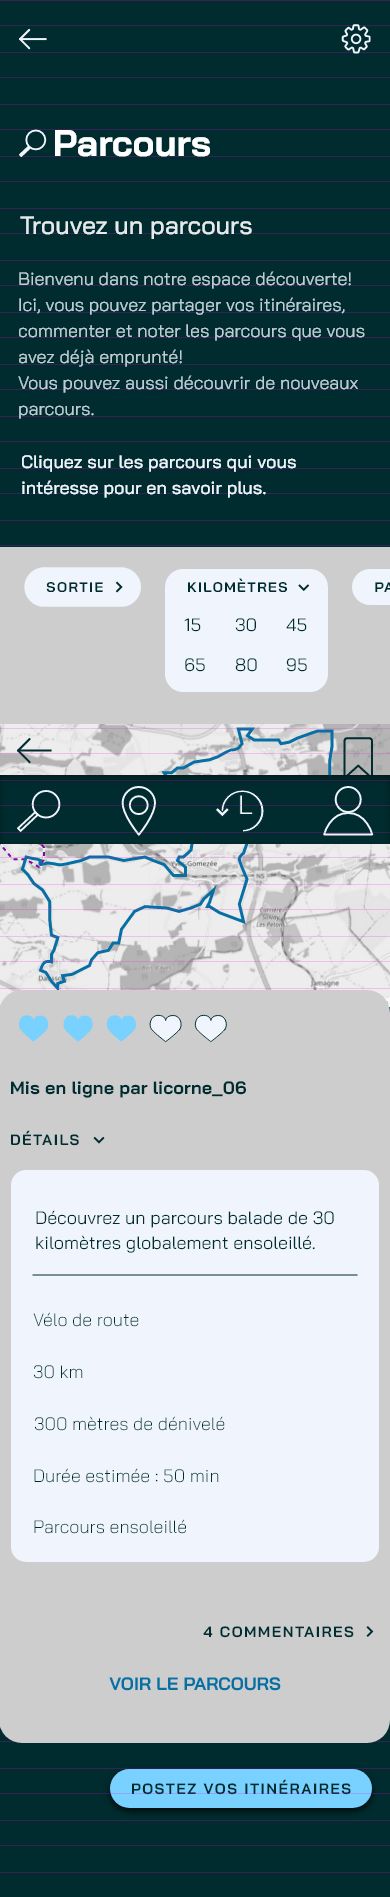 Parcours
Trouvez un parcours
Bienvenu dans notre espace découverte!
Ici, vous pouvez partager vos itinéraires,
commenter et noter les parcours que vous
avez déjà emprunté!
Vous pouvez aussi découvrir de nouveaux
parcours.
Cliquez sur les parcours qui vous
intéresse pour en savoir plus.
SORTIE
KILOMÈTRES
PA
15 30 45
65 80 95
Yves-Gomezée
N5
Jamagne
Mis en ligne par licorne_06
DÉTAILS
Découvrez un parcours balade de 30
kilomètres globalement ensoleillé.
Vélo de route
30 km
300 mètres de dénivelé
Durée estimée : 50 min
Parcours ensoleillé
4 COMMENTAIRES
VOIR LE PARCOURS
POSTEZ VOS ITINÉRAIRES